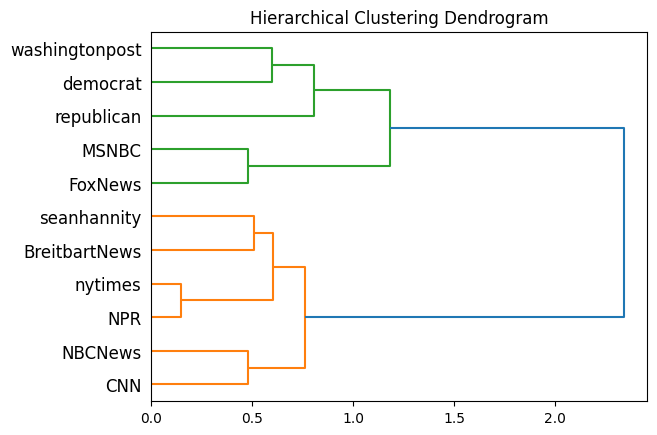 Hierarchical Clustering Dendrogram
washingtonpost
democrat
republican
MSNBC
FoxNews
seanhannity
BreitbartNews
nytimes
NPR
NBCNews
CNN
0.0 0.5 1.0 1.5 2.0